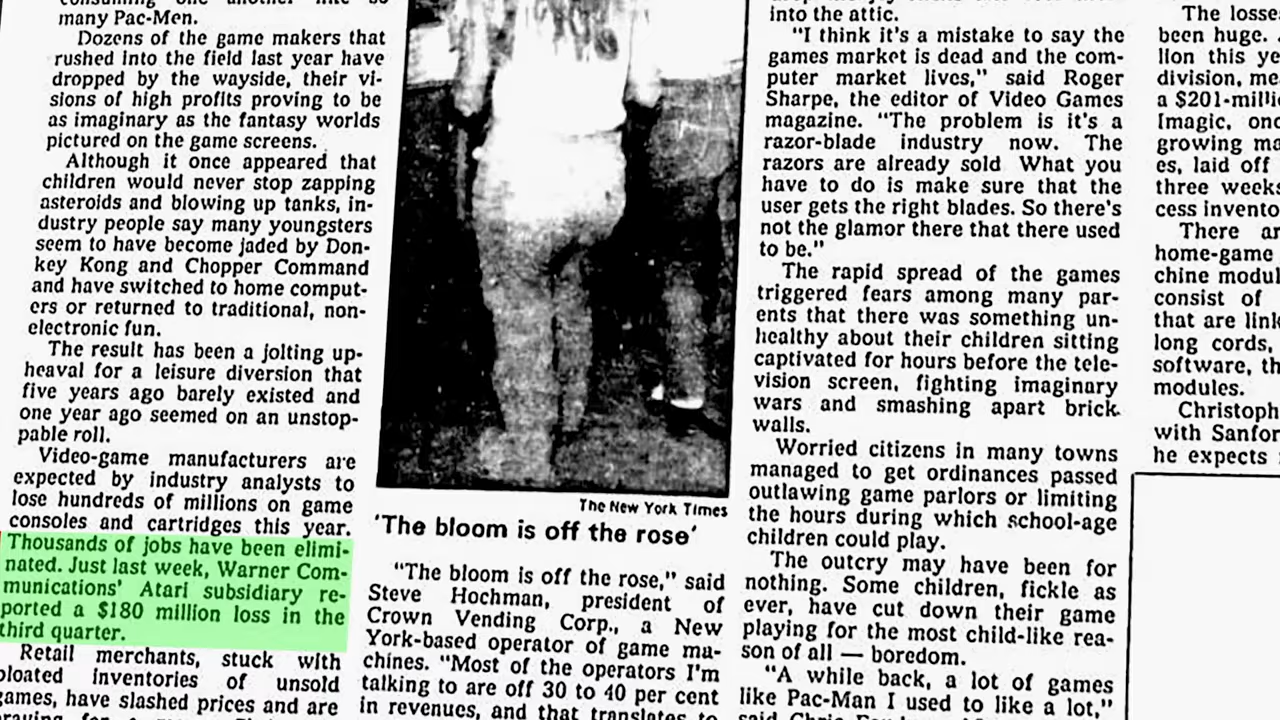 many Pac-Men.
Dozens of the game makers that
rushed into the field last year have
dropped by the wayside, their vi-
sions of high profits proving to be
as imaginary as the fantasy worlds
pictured on the game screens.
Although it once appeared that
children would never stop zapping
asteroids and blowing up tanks, in-
dustry people say many youngsters
seem to have become jaded by Don-
key Kong and Chopper Command
and have switched to home comput-
ers or returned to traditional, non-
electronic fun.
The result has been a jolting up-
heaval for a leisure diversion that
five years ago barely existed and
one year ago seemed on an unstop-
pable roll.
Video-game manufacturers are
expected by industry analysts to
lose hundreds of millions on game
consoles and cartridges this year.
Thousands of jobs have been elimi-
nated. Just last week, Warner Com-
munications' Atari subsidiary re-
ported a $180 million loss in the
third quarter.
Retail merchants, stuck with
bloated inventories of unsold
games, have slashed prices and are
The New York Times
'The bloom is off the rose'
"The bloom is off the rose," said
Steve Hochman, president of
Crown Vending Corp., a New
York-based operator of game ma-
chines. "Most of the operators I'm
talking to are off 30 to 40 per cent
in revenues, and that translates to
into the attic.
"I think it's a mistake to say the
games market is dead and the com-
puter market lives," said Roger
Sharpe, the editor of Video Games
magazine. "The problem is it's a
razor-blade industry now. The
razors are already sold What you
have to do is make sure that the
user gets the right blades. So there's
not the glamor there that there used
to be."
The rapid spread of the games
triggered fears among many par-
ents that there was something un-
healthy about their children sitting
captivated for hours before the tele-
vision screen, fighting imaginary
wars and smashing apart brick
walls.
Worried citizens in many towns
managed to get ordinances passed
outlawing game parlors or limiting
the hours during which school-age
children could play.
The outcry may have been for
nothing. Some children, fickle as
ever, have cut down their game
playing for the most child-like rea-
son of all — boredom.
"A while back, a lot of games
like Pac-Man I used to like a lot,"
The losse
been huge.
lion this ye
division, me
a $201-milli
Imagic, onc
growing ma
es, laid off
three weeks
cess invento
There ar
home-game
chine modul
consist of
that are link
long cords,
software, th
modules.
Christoph
with Sanfor
he expects